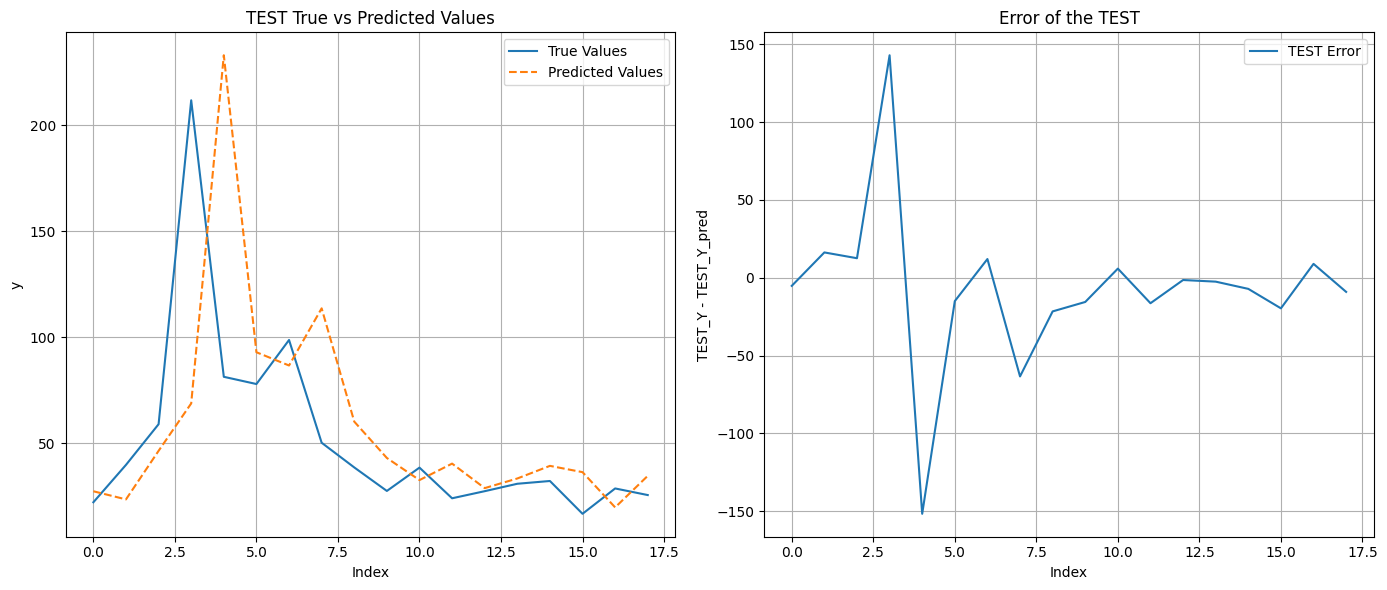 TEST True vs Predicted Values
True Values
Predicted Values
200
150
100
50
y
0.0 2.5 5.0 7.5 10.0 12.5 15.0 17.5
Index
Error of the TEST
TEST Error
150
100
50
0
−50
−100
−150
TEST_Y - TEST_Y_pred
0.0 2.5 5.0 7.5 10.0 12.5 15.0 17.5
Index